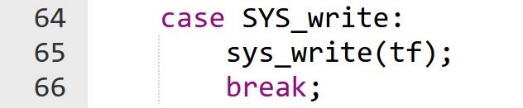 64 case SYS_write:
65 sys_write(tf);
66 break;